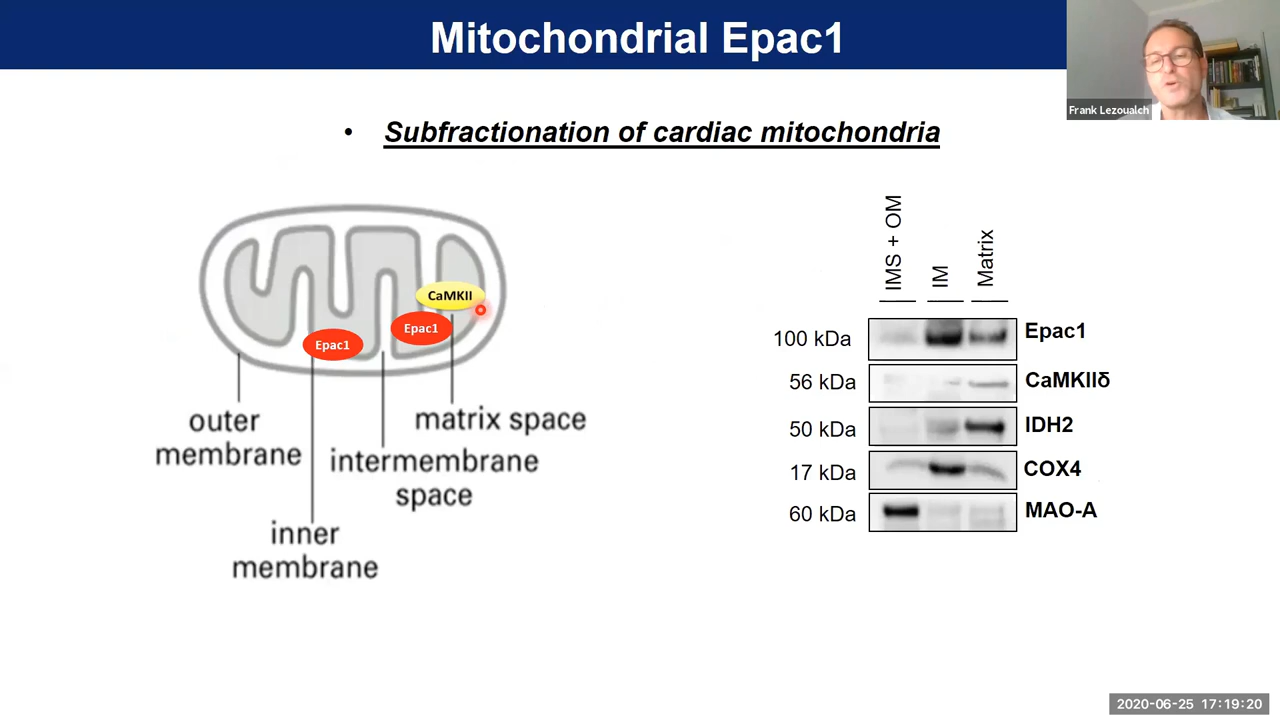 Mitochondrial Epac1
Frank Lezoualch
• Subfractionation of cardiac mitochondria
CaMKII
Epac1
Epac1
outer
membrane
matrix space
intermembrane
space
inner
membrane
IMS + OM
IM
Matrix
100 kDa
Epac1
56 kDa
CaMKIIδ
50 kDa
IDH2
17 kDa
COX4
60 kDa
MAO-A
2020-06-25 17:19:20